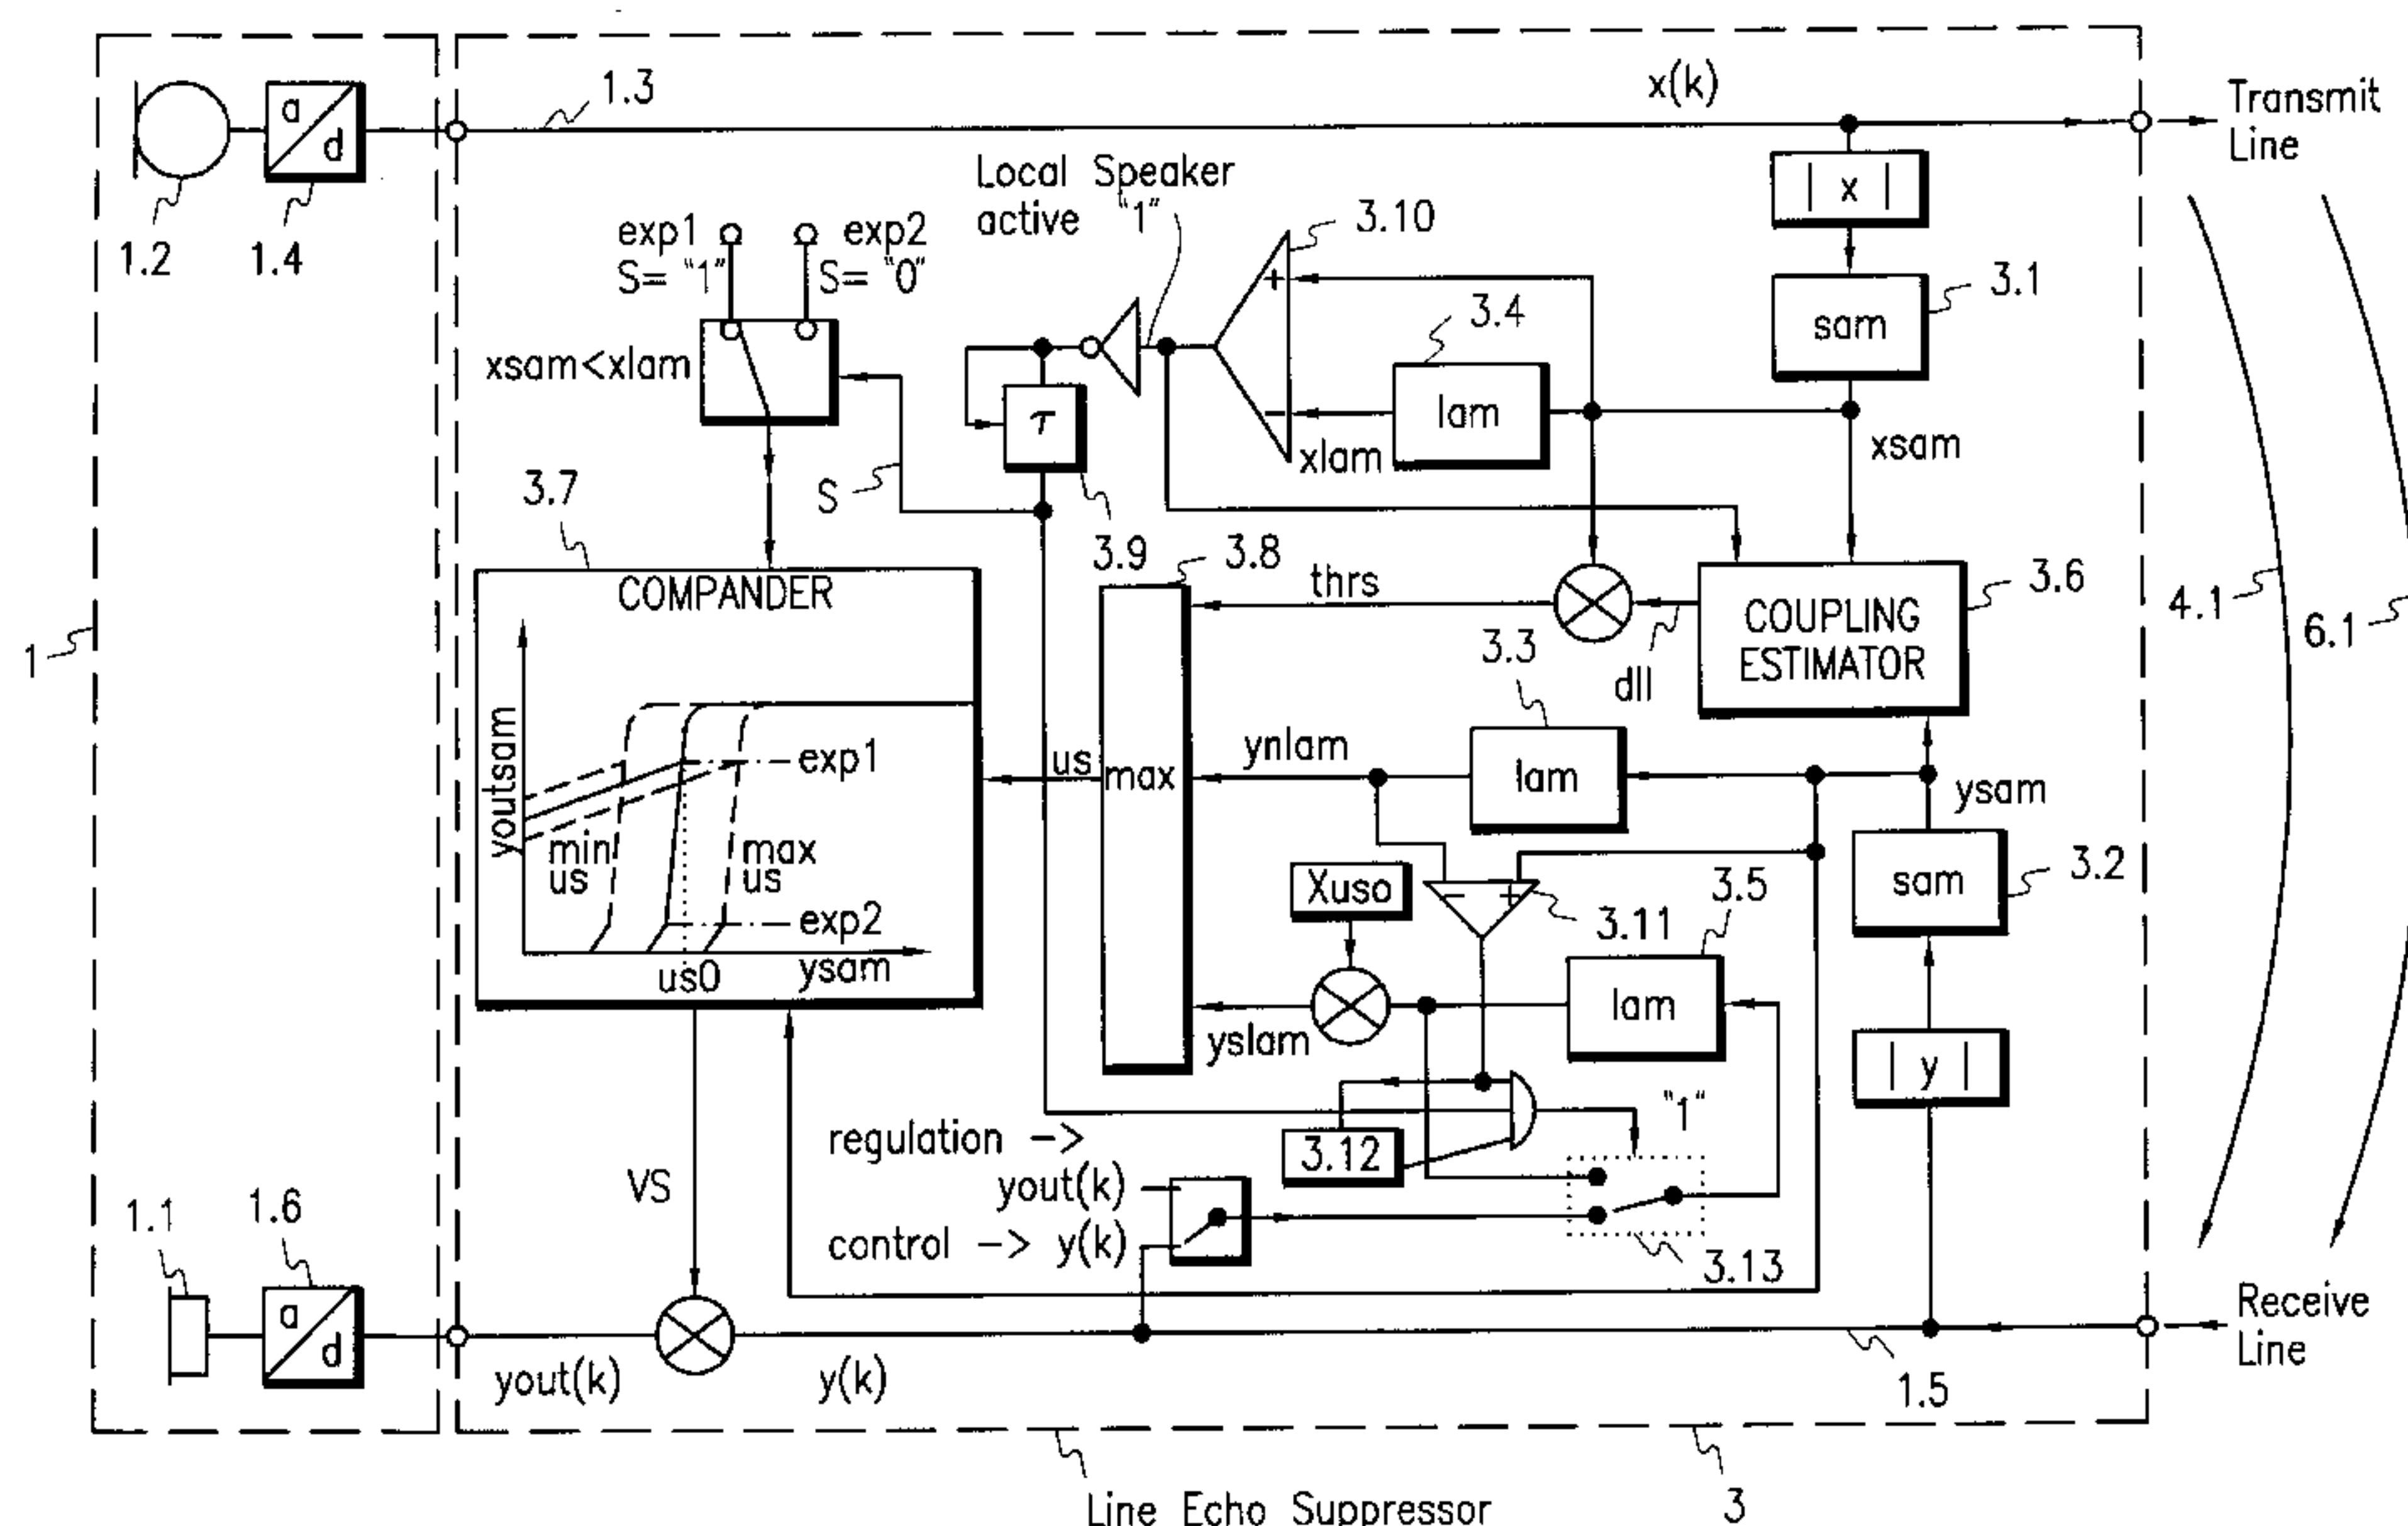 1.3
x(k)
Transmit
Line
a
d
1.2
1.4
Local Speaker
active "1"
exp1
S= "1"
exp2
S= "0"
3.10
+
−
| x |
sam
3.1
3.4
lam
xlam
xsam
xsam<xlam
τ
S
3.7
3.9
3.8
thrs
3.3
dll
COUPLING
ESTIMATOR
3.6
4.1
6.1
1
COMPANDER
youtsam
exp1
min
us
max
us
exp2
us0
ysam
us
max
ynlam
lam
ysam
sam
3.2
Xuso
−
+
3.11
3.5
lam
yslam
| y |
"1"
3.12
regulation −>
yout(k)
control −> y(k)
3.13
VS
1.1
1.6
a
d
yout(k)
y(k)
1.5
Receive
Line
Line Echo Suppressor
3